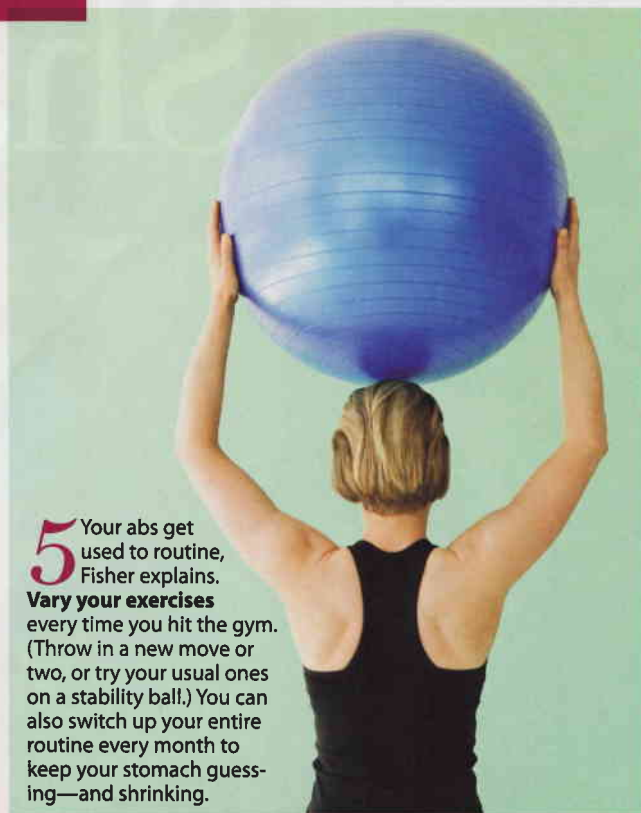 5 Your abs get
used to routine,
Fisher explains.
Vary your exercises
every time you hit the gym.
(Throw in a new move or
two, or try your usual ones
on a stability ball.) You can
also switch up your entire
routine every month to
keep your stomach guess-
ing—and shrinking.